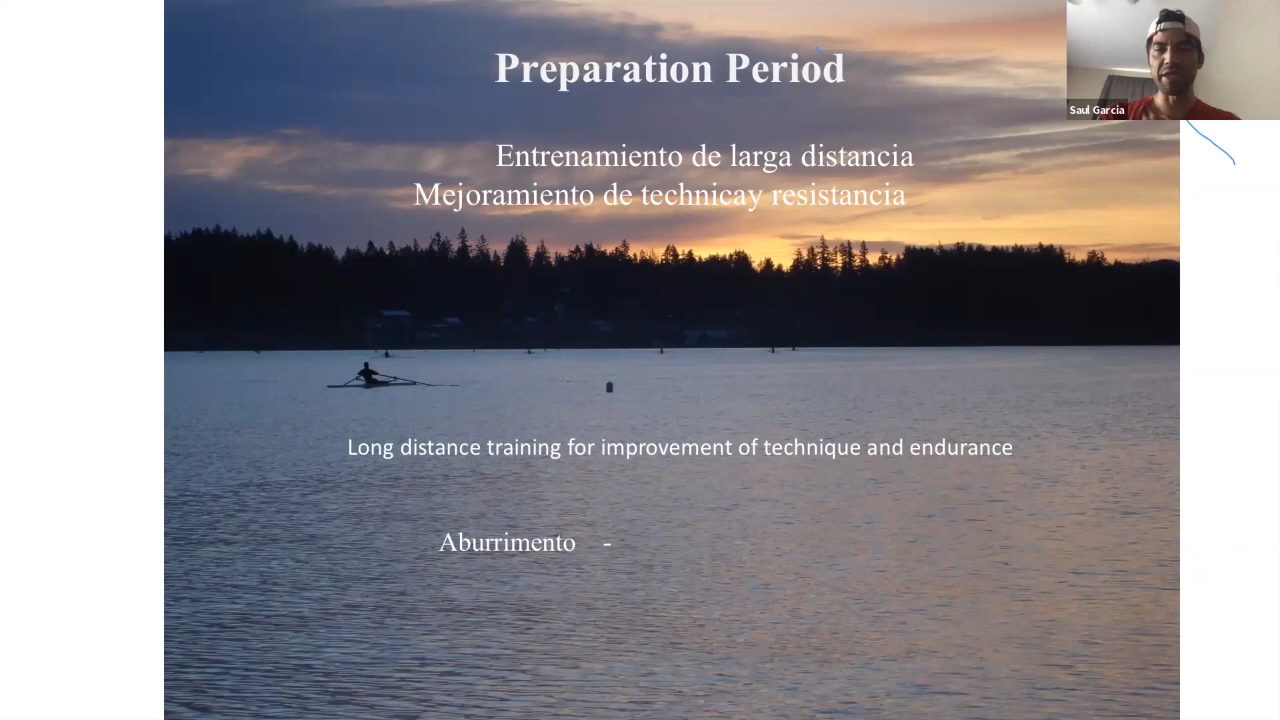 Preparation Period
Saul Garcia
Entrenamiento de larga distancia
Mejoramiento de technicay resistancia
Long distance training for improvement of technique and endurance
Aburrimento -